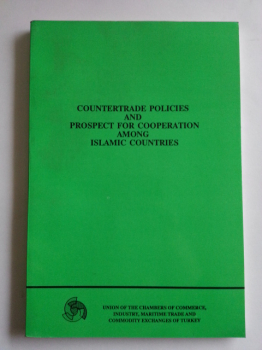 COUNTERTRADE POLICIES
AND
PROSPECT FOR COOPERATION
AMONG
ISLAMIC COUNTRIES
UNION OF THE CHAMBERS OF COMMERCE,
INDUSTRY, MARITIME TRADE AND
COMMODITY EXCHANGES OF TURKEY